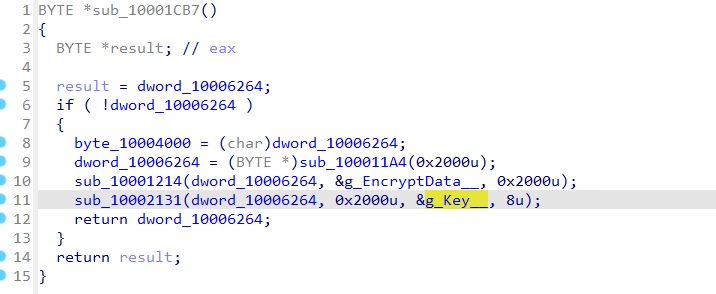 1 BYTE *sub_10001CB7()
2 {
3   BYTE *result; // eax
4
5   result = dword_10006264;
6   if ( !dword_10006264 )
7   {
8     byte_10004000 = (char)dword_10006264;
9     dword_10006264 = (BYTE *)sub_100011A4(0x2000u);
10     sub_10001214(dword_10006264, &g_EncryptData__, 0x2000u);
11     sub_10002131(dword_10006264, 0x2000u, &g_Key__, 8u);
12     return dword_10006264;
13   }
14   return result;
15 }